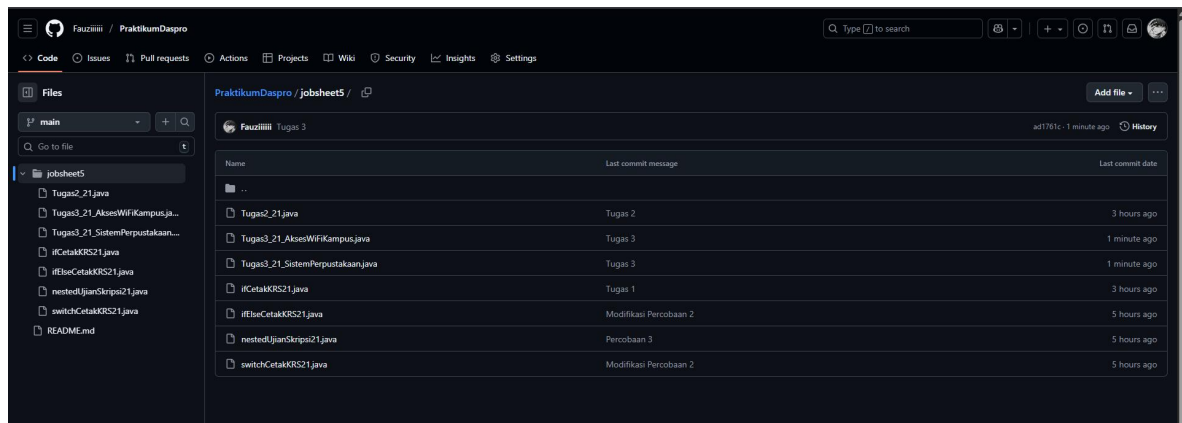 Fauziiiiii / PraktikumDaspro
Type / to search
Code
Issues
Pull requests
Actions
Projects
Wiki
Security
Insights
Settings
Files
main
Go to file
t
jobsheet5
Tugas2_21.java
Tugas3_21_AksesWiFiKampus.ja...
Tugas3_21_SistemPerpustakaan....
ifCetakKRS21.java
ifElseCetakKRS21.java
nestedUjianSkripsi21.java
switchCetakKRS21.java
README.md
PraktikumDaspro / jobsheet5 /
Add file
Fauziiiiii Tugas 3
ad1761c · 1 minute ago
History
Name Last commit message Last commit date
..
Tugas2_21.java Tugas 2 3 hours ago
Tugas3_21_AksesWiFiKampus.java Tugas 3 1 minute ago
Tugas3_21_SistemPerpustakaan.java Tugas 3 1 minute ago
ifCetakKRS21.java Tugas 1 3 hours ago
ifElseCetakKRS21.java Modifikasi Percobaan 2 5 hours ago
nestedUjianSkripsi21.java Percobaan 3 5 hours ago
switchCetakKRS21.java Modifikasi Percobaan 2 5 hours ago